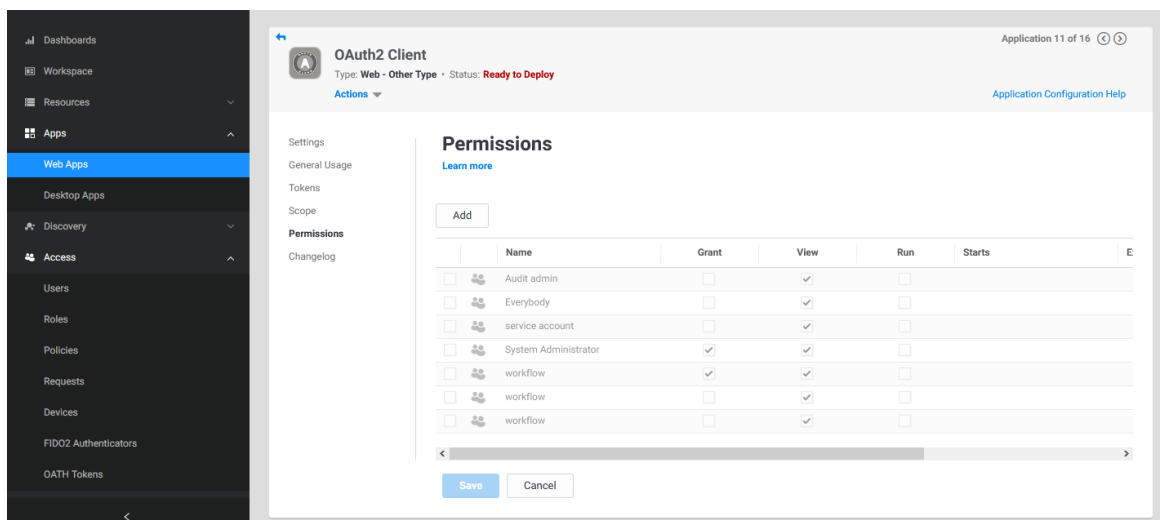 Dashboards
Workspace
Resources
Apps
Web Apps
Desktop Apps
Discovery
Access
Users
Roles
Policies
Requests
Devices
FIDO2 Authenticators
OATH Tokens
Application 11 of 16
OAuth2 Client
Type: Web - Other Type • Status: Ready to Deploy
Actions
Application Configuration Help
Settings
General Usage
Tokens
Scope
Permissions
Changelog
Permissions
Learn more
Add
Name Grant View Run Starts
Audit admin
Everybody
service account
System Administrator
workflow
workflow
workflow
Save Cancel